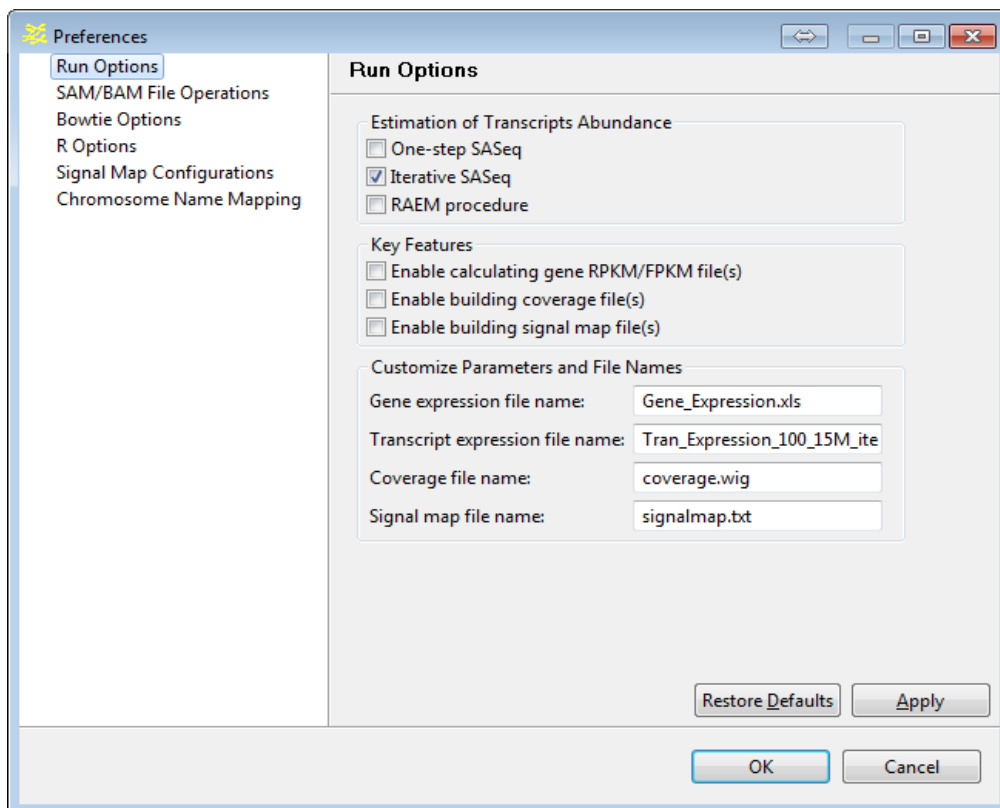 Preferences
Run Options
SAM/BAM File Operations
Bowtie Options
R Options
Signal Map Configurations
Chromosome Name Mapping
Run Options
Estimation of Transcripts Abundance
One-step SASeq
Iterative SASeq
RAEM procedure
Key Features
Enable calculating gene RPKM/FPKM file(s)
Enable building coverage file(s)
Enable building signal map file(s)
Customize Parameters and File Names
Gene expression file name: Gene_Expression.xls
Transcript expression file name: Tran_Expression_100_15M_ite
Coverage file name: coverage.wig
Signal map file name: signalmap.txt
Restore Defaults Apply
OK Cancel